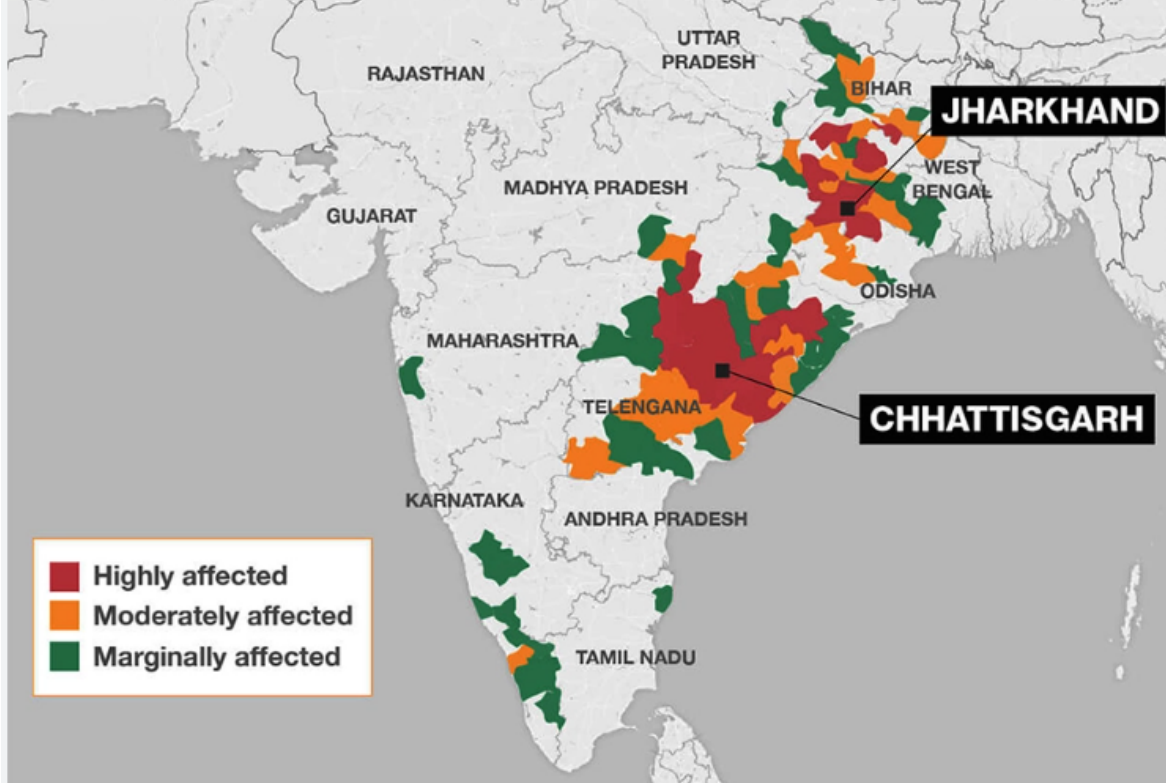 UTTAR
PRADESH
RAJASTHAN
BIHAR
JHARKHAND
WEST
BENGAL
MADHYA PRADESH
GUJARAT
ODISHA
MAHARASHTRA
TELENGANA
CHHATTISGARH
KARNATAKA
ANDHRA PRADESH
Highly affected
Moderately affected
Marginally affected
TAMIL NADU